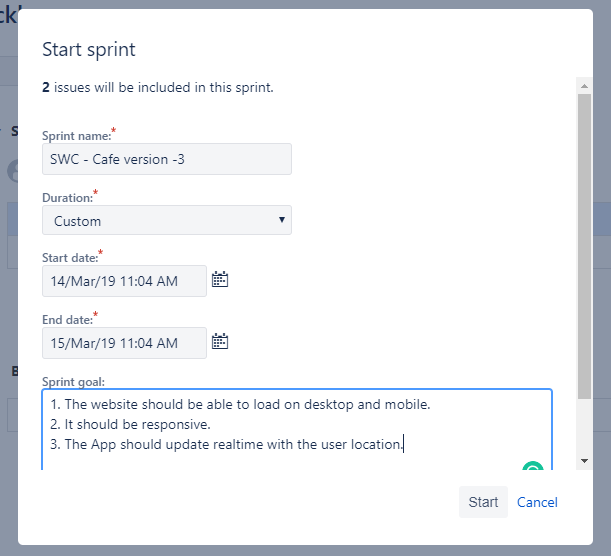 Start sprint
2 issues will be included in this sprint.
Sprint name:*
SWC - Cafe version -3
Duration:*
Custom
Start date:*
14/Mar/19 11:04 AM
End date:*
15/Mar/19 11:04 AM
Sprint goal:
1. The website should be able to load on desktop and mobile.
2. It should be responsive.
3. The App should update realtime with the user location.
Start Cancel